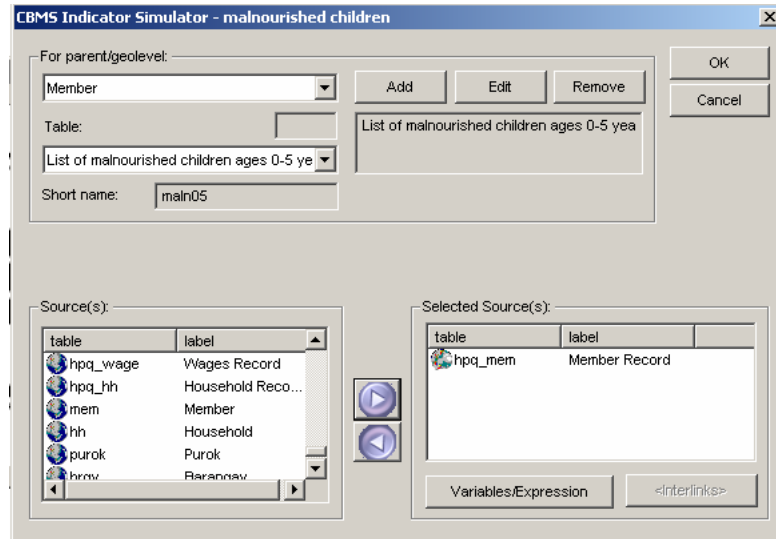 CBMS Indicator Simulator - malnourished children
For parent/geolevel:
Member
Add
Edit
Remove
OK
Cancel
Table:
List of malnourished children ages 0-5 yea
List of malnourished children ages 0-5 ye
Short name:
maln05
Source(s):
table label
hpq_wage Wages Record
hpq_hh Household Reco...
mem Member
hh Household
purok Purok
brgy Barangay
Selected Source(s):
table label
hpq_mem Member Record
Variables/Expression
<Interlinks>